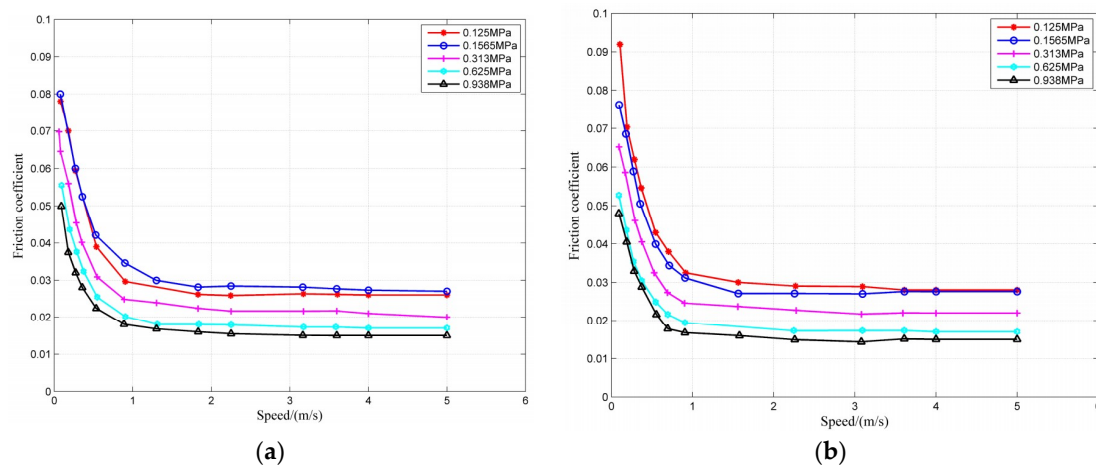 0.1
0.09
0.08
0.07
0.06
0.05
0.04
0.03
0.02
0.01
0
Friction coefficient
0.125MPa
0.1565MPa
0.313MPa
0.625MPa
0.938MPa
0 1 2 3 4 5 6
Speed/(m/s)
(a)
0.1
0.09
0.08
0.07
0.06
0.05
0.04
0.03
0.02
0.01
0
Friction coefficient
0.125MPa
0.1565MPa
0.313MPa
0.625MPa
0.938MPa
0 1 2 3 4 5 6
Speed/(m/s)
(b)